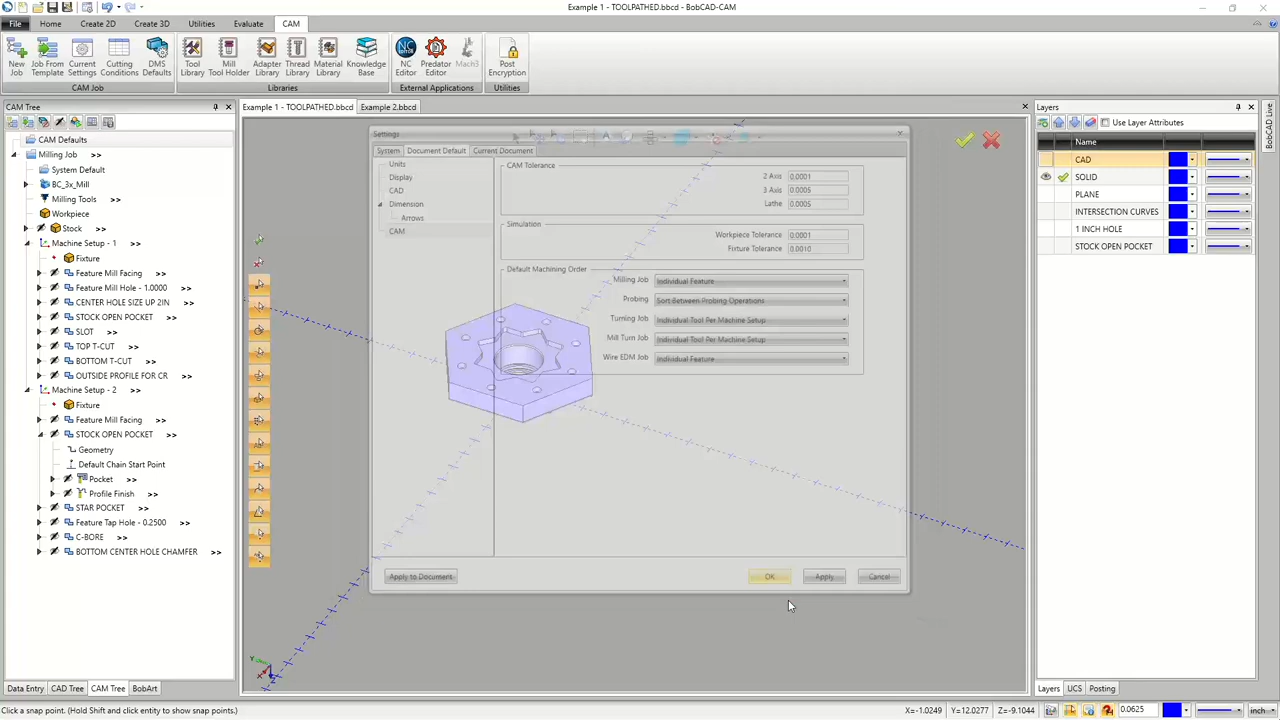 Example 1 - TOOLPATHED.bbcd - BobCAD-CAM
File Home Create 2D Create 3D Utilities Evaluate CAM
New Job
Job From Template
Current Settings
Cutting Conditions
DMS Defaults
Tool Library
Mill Tool Holder
Adapter Library
Thread Library
Material Library
Knowledge Base
NC Editor
Predator Editor
Mach3
Post Encryption
CAM Job
Libraries
External Applications
Utilities
CAM Tree
CAM Defaults
Milling Job >>
System Default
BC_3x_Mill >>
Milling Tools >>
Workpiece
Stock >>
Machine Setup - 1 >>
Fixture
Feature Mill Facing >>
Feature Mill Hole - 1.0000 >>
CENTER HOLE SIZE UP 2IN >>
STOCK OPEN POCKET >>
SLOT >>
TOP T-CUT >>
BOTTOM T-CUT >>
OUTSIDE PROFILE FOR CR >>
Machine Setup - 2 >>
Fixture
Feature Mill Facing >>
STOCK OPEN POCKET >>
Geometry
Default Chain Start Point
Pocket >>
Profile Finish >>
STAR POCKET >>
Feature Tap Hole - 0.2500 >>
C-BORE >>
BOTTOM CENTER HOLE CHAMFER >>
Data Entry CAD Tree CAM Tree BobArt
Example 1 - TOOLPATHED.bbcd Example 2.bbcd
Settings
System Document Default Current Document
Units
Display
CAD
Dimension
Arrows
CAM
CAM Tolerance
2 Axis 0.0001
3 Axis 0.0005
Lathe 0.0005
Simulation
Workpiece Tolerance 0.0001
Fixture Tolerance 0.0010
Default Machining Order
Milling Job Individual Feature
Probing Sort Between Probing Operations
Turning Job Individual Tool Per Machine Setup
Mill Turn Job Individual Tool Per Machine Setup
Wire EDM Job Individual Feature
Apply to Document OK Apply Cancel
Layers
Use Layer Attributes
Name
CAD
SOLID
PLANE
INTERSECTION CURVES
1 INCH HOLE
STOCK OPEN POCKET
Layers UCS Posting
BobCAD Live
Click a snap point. (Hold Shift and click entity to show snap points.)
X=-1.0249 Y=12.0277 Z=-9.1044 0.0625 inch